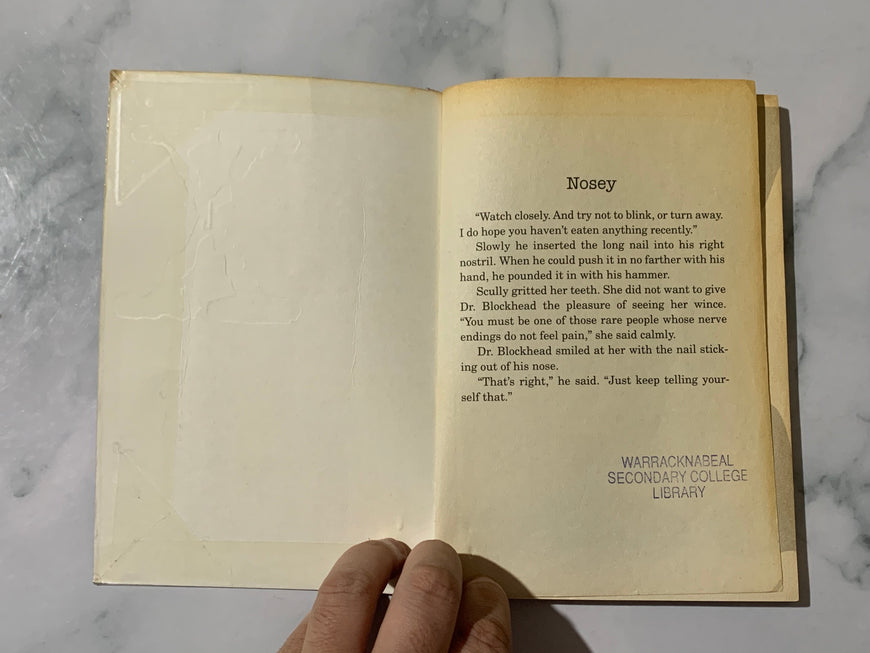 Nosey
“Watch closely. And try not to blink, or turn away.
I do hope you haven’t eaten anything recently.”
Slowly he inserted the long nail into his right
nostril. When he could push it in no farther with his
hand, he pounded it in with his hammer.
Scully gritted her teeth. She did not want to give
Dr. Blockhead the pleasure of seeing her wince.
“You must be one of those rare people whose nerve
endings do not feel pain,” she said calmly.
Dr. Blockhead smiled at her with the nail stick-
ing out of his nose.
“That’s right,” he said. “Just keep telling your-
self that.”
WARRACKNABEAL
SECONDARY COLLEGE
LIBRARY